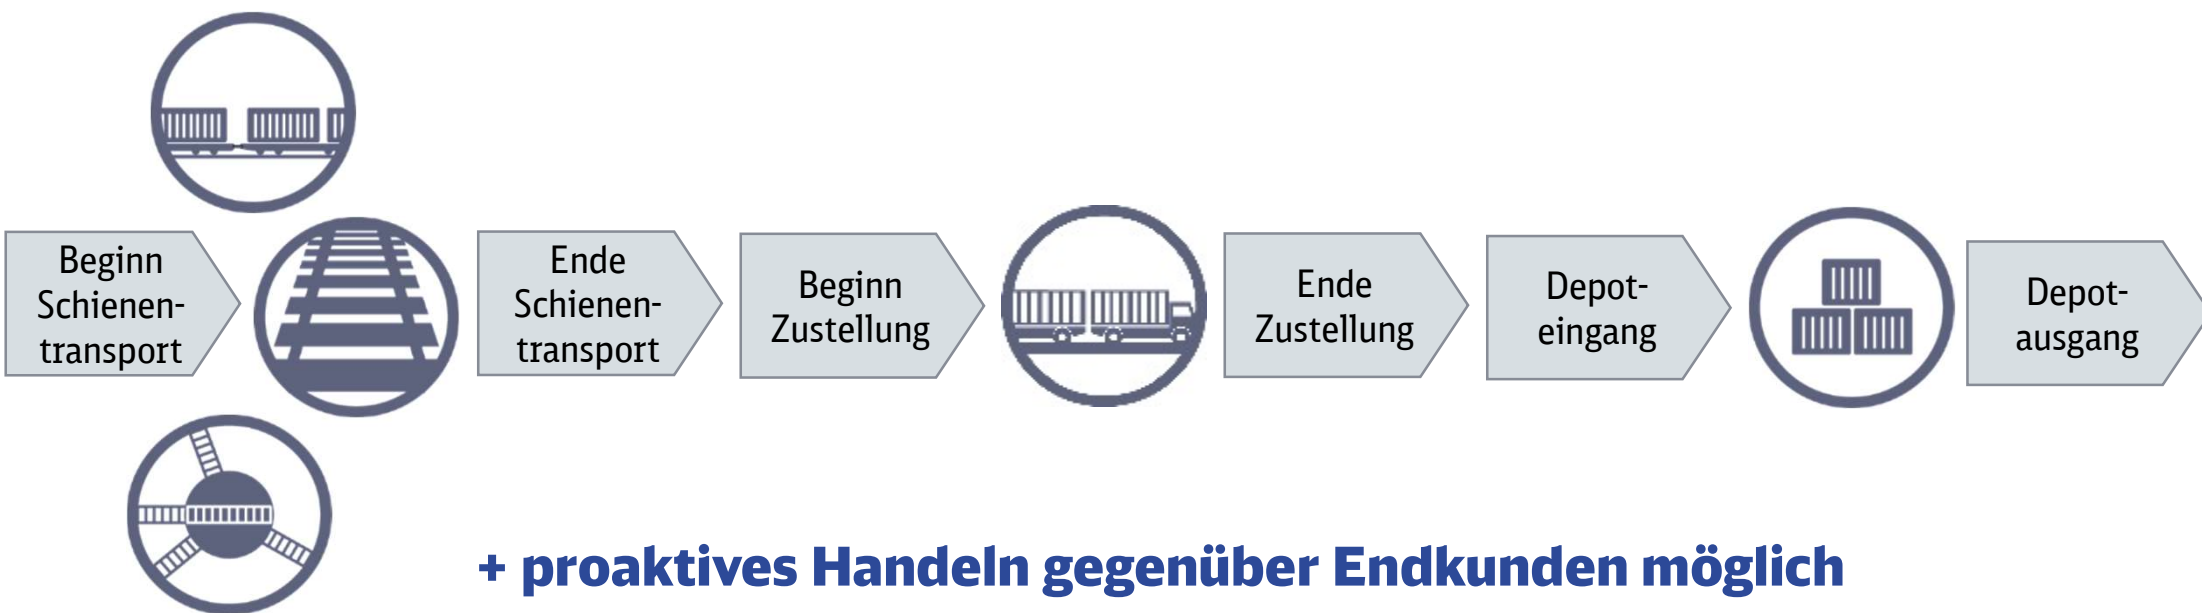 Beginn
Schienen-
transport
Ende
Schienen-
transport
Beginn
Zustellung
Ende
Zustellung
Depot-
eingang
Depot-
ausgang
+ proaktives Handeln gegenüber Endkunden möglich